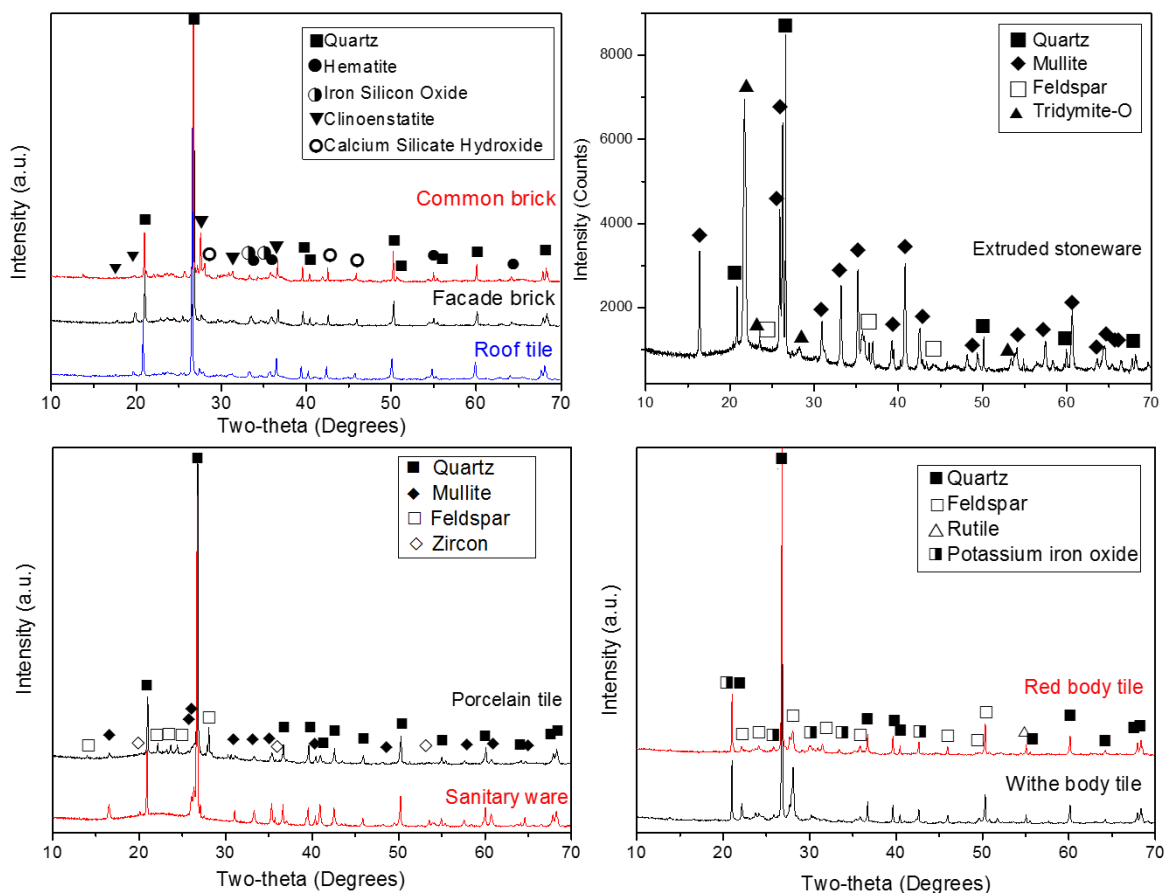 Intensity (a.u.)
Quartz
Hematite
Iron Silicon Oxide
Clinoenstatite
Calcium Silicate Hydroxide
Common brick
Facade brick
Roof tile
10 20 30 40 50 60 70
Two-theta (Degrees)
Intensity (Counts)
8000
6000
4000
2000
Quartz
Mullite
Feldspar
Tridymite-O
Extruded stoneware
10 20 30 40 50 60 70
Two-theta (Degrees)
Intensity (a.u.)
Quartz
Mullite
Feldspar
Zircon
Porcelain tile
Sanitary ware
10 20 30 40 50 60 70
Two-theta (Degrees)
Intensity (a.u.)
Quartz
Feldspar
Rutile
Potassium iron oxide
Red body tile
Withe body tile
10 20 30 40 50 60 70
Two-theta (Degrees)